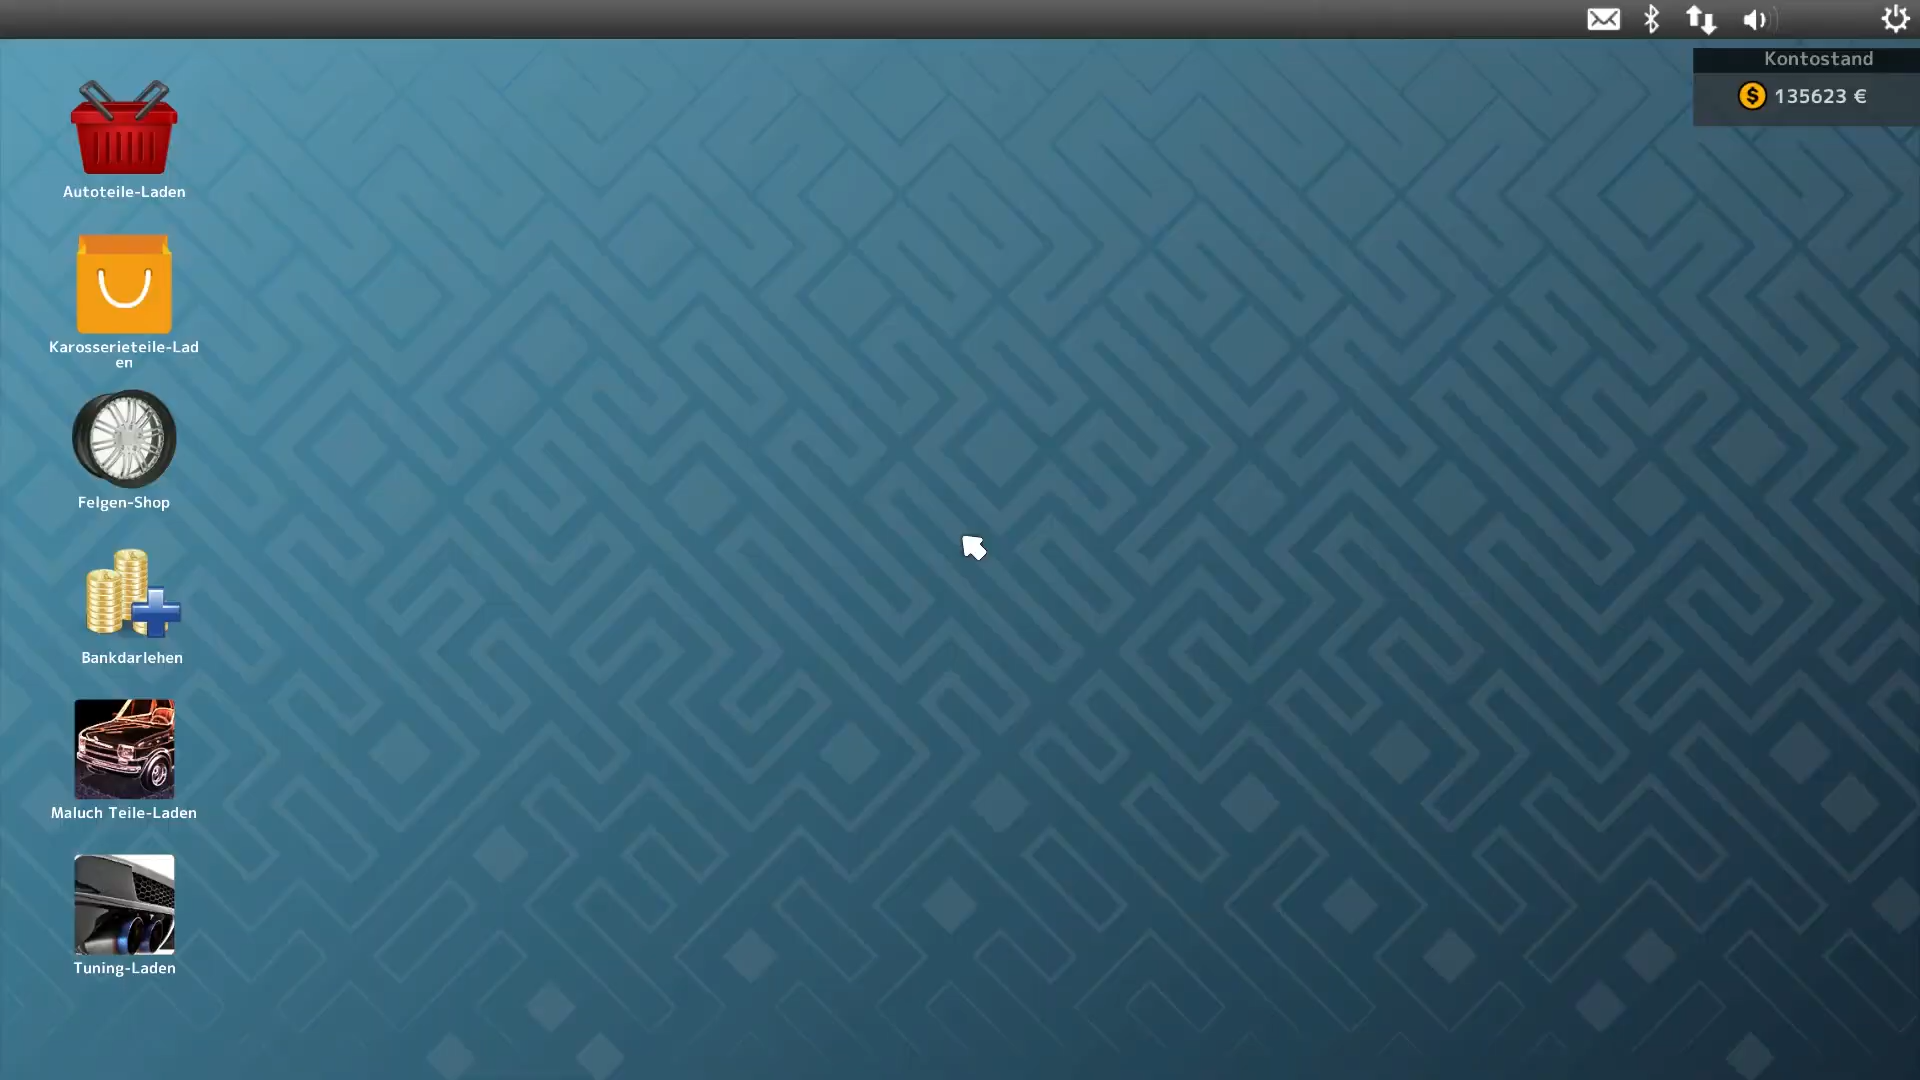 Kontostand
135623 €
Autoteile-Laden
Karosserieteile-Lad
en
Felgen-Shop
Bankdarlehen
Maluch Teile-Laden
Tuning-Laden